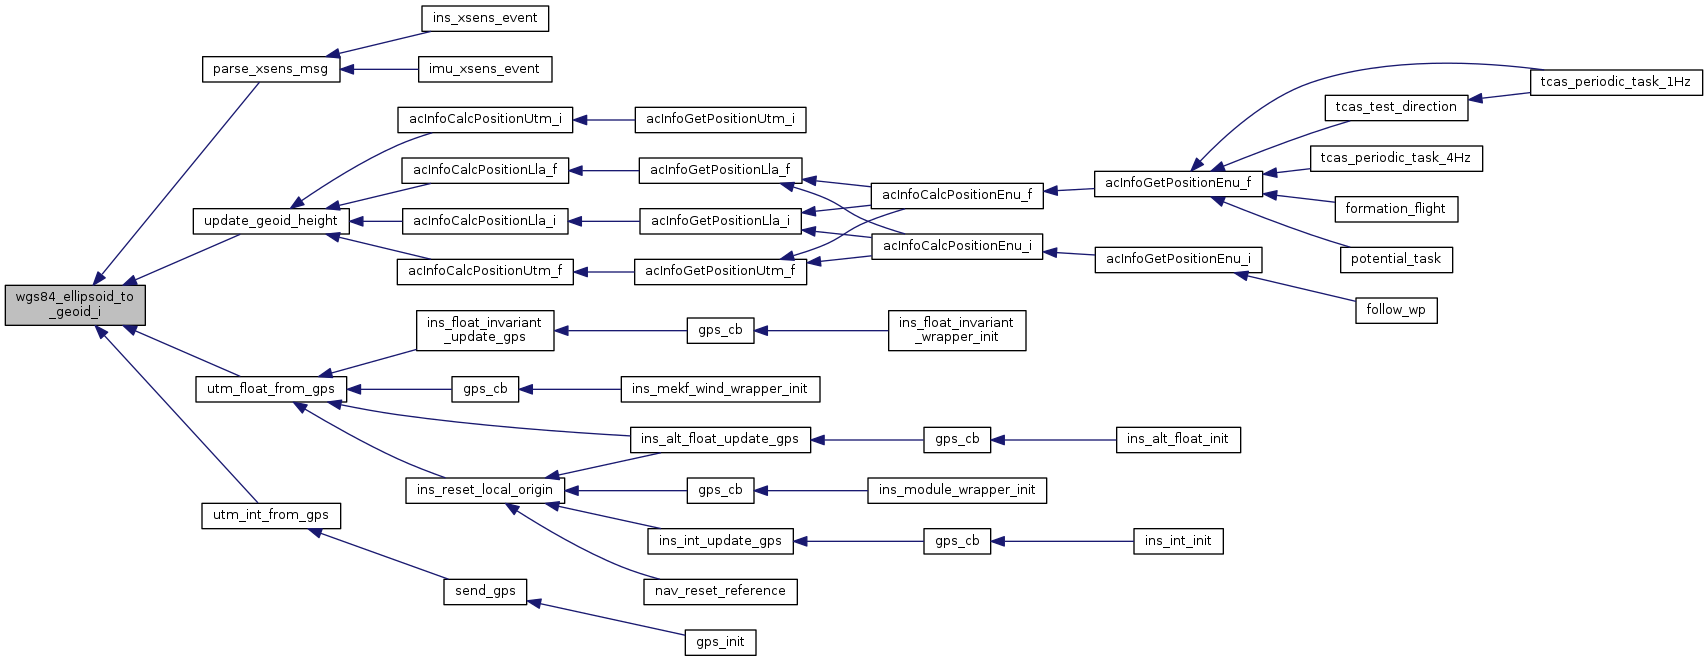 ins_xsens_event
parse_xsens_msg
imu_xsens_event
tcas_periodic_task_1Hz
tcas_test_direction
acInfoCalcPositionUtm_i
acInfoGetPositionUtm_i
tcas_periodic_task_4Hz
acInfoCalcPositionLla_f
acInfoGetPositionLla_f
acInfoGetPositionEnu_f
acInfoCalcPositionEnu_f
formation_flight
update_geoid_height
acInfoCalcPositionLla_i
acInfoGetPositionLla_i
acInfoCalcPositionEnu_i
acInfoGetPositionEnu_i
potential_task
acInfoCalcPositionUtm_f
acInfoGetPositionUtm_f
wgs84_ellipsoid_to
_geoid_i
follow_wp
ins_float_invariant
_update_gps
gps_cb
ins_float_invariant
_wrapper_init
utm_float_from_gps
gps_cb
ins_mekf_wind_wrapper_init
ins_alt_float_update_gps
gps_cb
ins_alt_float_init
ins_reset_local_origin
gps_cb
ins_module_wrapper_init
utm_int_from_gps
ins_int_update_gps
gps_cb
ins_int_init
send_gps
nav_reset_reference
gps_init